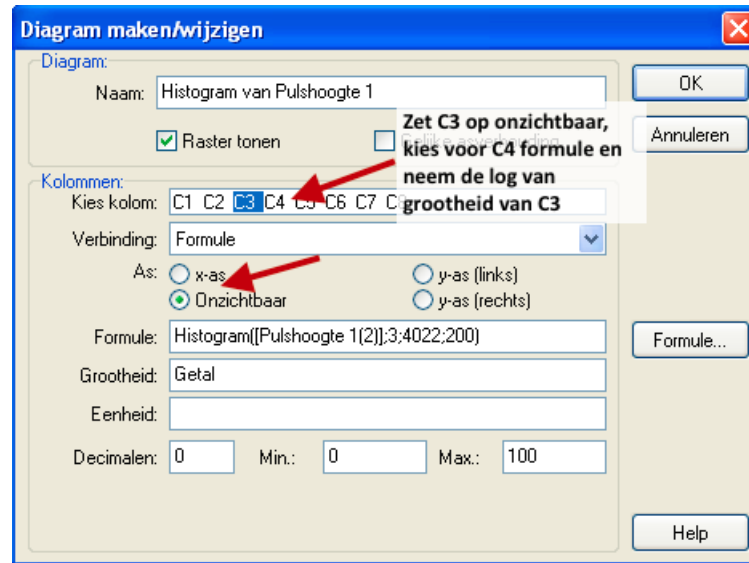 Diagram maken/wijzigen
Diagram:
Naam: Histogram van Pulshoogte 1
OK
Raster tonen
Zet C3 op onzichtbaar,
kies voor C4 formule en
neem de log van
grootheid van C3
Annuleren
Kolommen:
Kies kolom: C1 C2 C3 C4 C5 C6 C7
Verbinding: Formule
As: x-as y-as (links)
Onzichtbaar y-as (rechts)
Formule: Histogram([Pulshoogte 1(2)];3;4022;200)
Formule...
Grootheid: Getal
Eenheid:
Decimalen: 0 Min.: 0 Max.: 100
Help